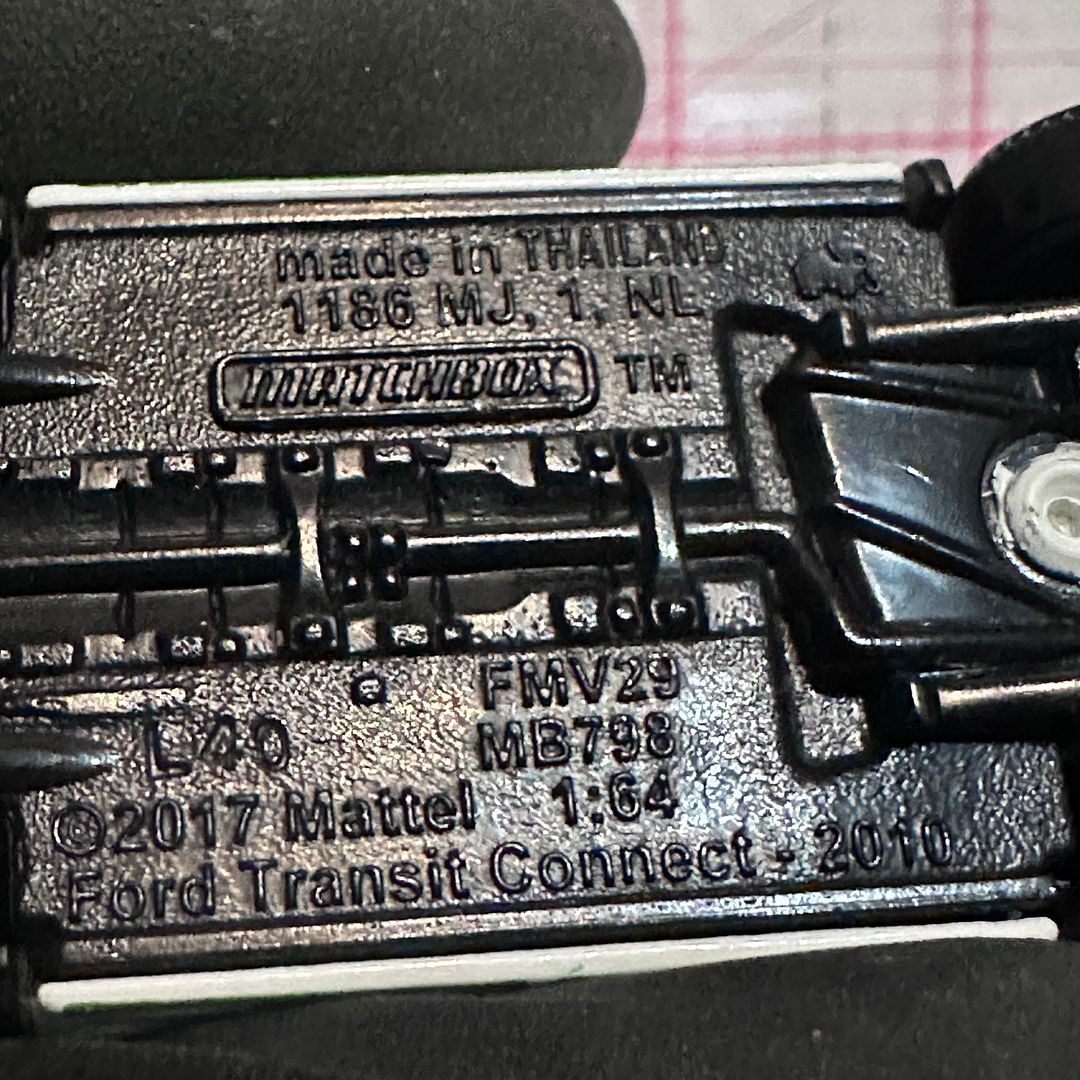 made in THAILAND
1186 MJ, 1, NL
MATCHBOX TM
a FMV29
L40 MB798
©2017 Mattel 1:64
Ford Transit Connect - 2010